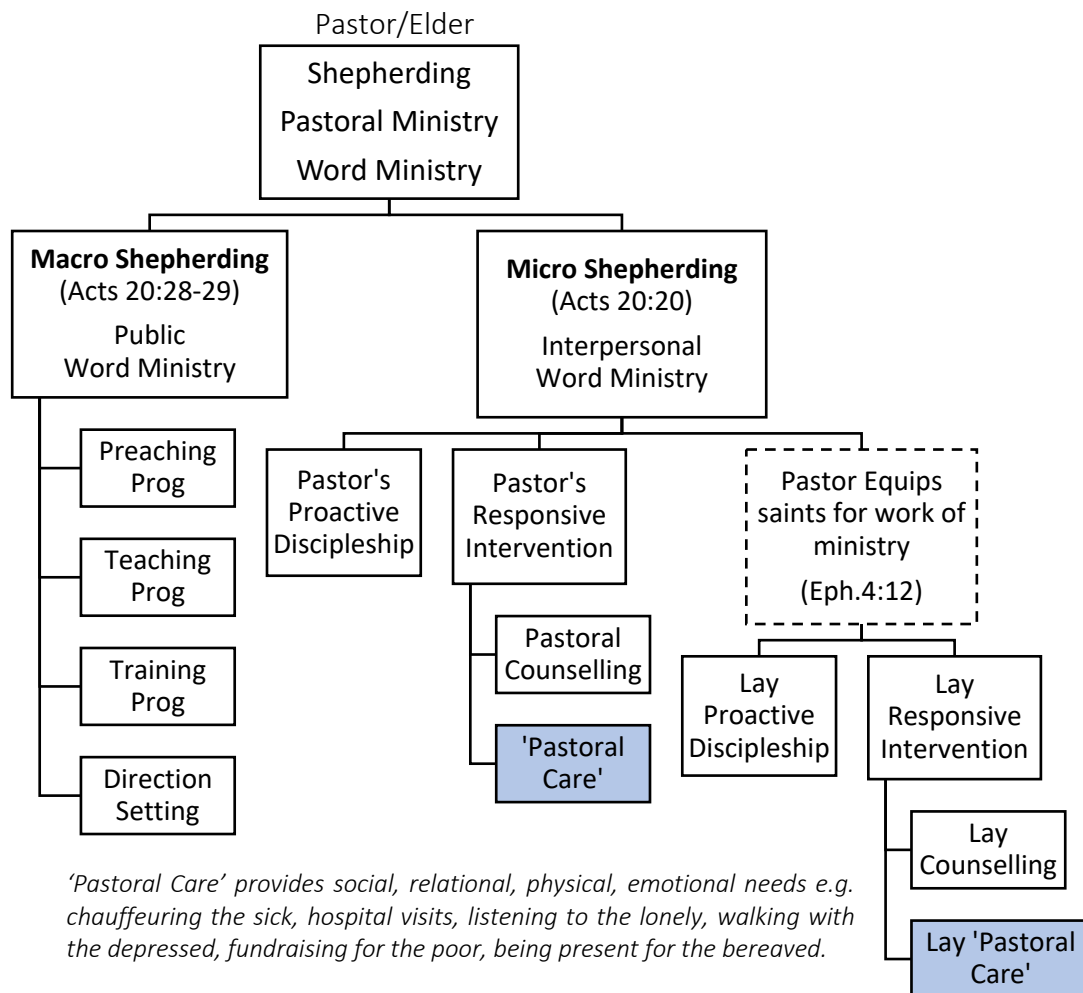 Pastor/Elder
Shepherding
Pastoral Ministry
Word Ministry
Macro Shepherding
(Acts 20:28-29)
Public
Word Ministry
Preaching
Prog
Teaching
Prog
Training
Prog
Direction
Setting
Micro Shepherding
(Acts 20:20)
Interpersonal
Word Ministry
Pastor's
Proactive
Discipleship
Pastor's
Responsive
Intervention
Pastoral
Counselling
'Pastoral
Care'
Pastor Equips
saints for work of
ministry
(Eph.4:12)
Lay
Proactive
Discipleship
Lay
Responsive
Intervention
Lay
Counselling
Lay 'Pastoral
Care'
‘Pastoral Care’ provides social, relational, physical, emotional needs e.g.
chauffeuring the sick, hospital visits, listening to the lonely, walking with
the depressed, fundraising for the poor, being present for the bereaved.